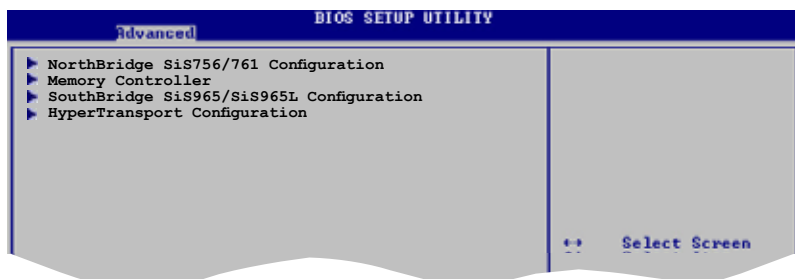 BIOS SETUP UTILITY
Advanced
NorthBridge SiS756/761 Configuration
Memory Controller
SouthBridge SiS965/SiS965L Configuration
HyperTransport Configuration
↔ Select Screen